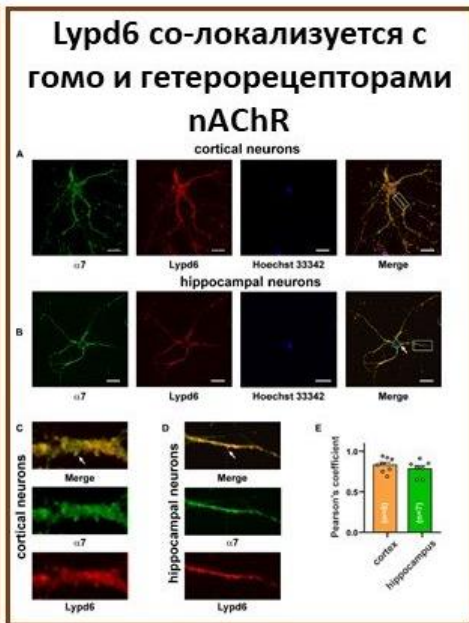 Lypd6 со-локализуется с
гомо и гетерорецепторами
nAChR
A
cortical neurons
α7 Lypd6 Hoechst 33342 Merge
hippocampal neurons
B
α7 Lypd6 Hoechst 33342 Merge
C D E
cortical neurons
Merge
α7
Lypd6
hippocampal neurons
Merge
α7
Lypd6
Pearson's coefficient
1.0
0.5
0.0
(n=7)
cortex
hippocampus